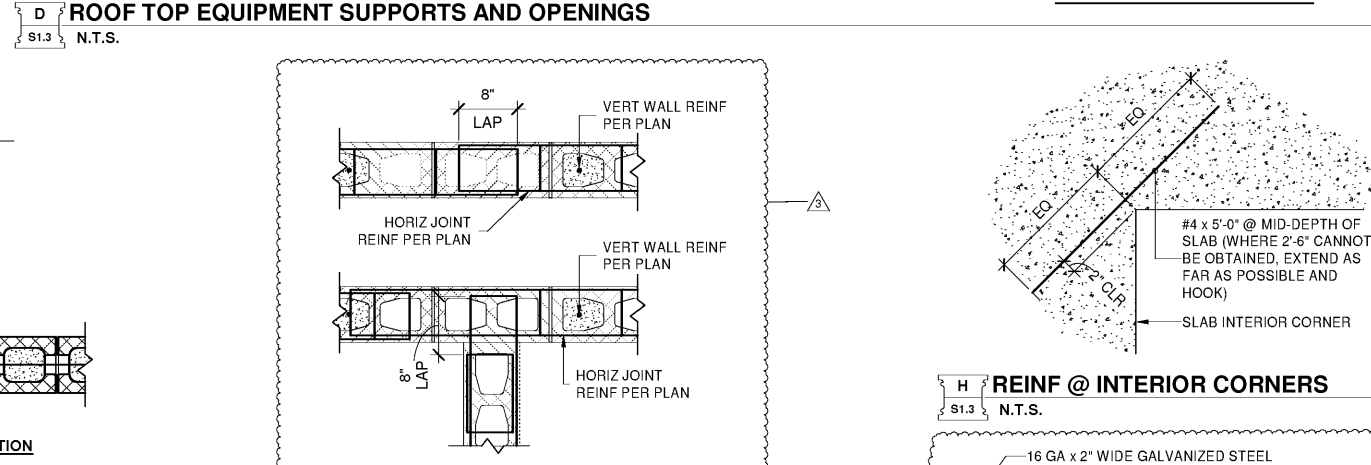 D ROOF TOP EQUIPMENT SUPPORTS AND OPENINGS
S1.3 N.T.S.
8"
LAP
VERT WALL REINF
PER PLAN
HORIZ JOINT
REINF PER PLAN
3
VERT WALL REINF
PER PLAN
8"
LAP
HORIZ JOINT
REINF PER PLAN
TION
EQ
EQ
2" CLR
#4 x 5'-0" @ MID-DEPTH OF
SLAB (WHERE 2'-6" CANNOT
BE OBTAINED, EXTEND AS
FAR AS POSSIBLE AND
HOOK)
SLAB INTERIOR CORNER
H REINF @ INTERIOR CORNERS
S1.3 N.T.S.
16 GA x 2" WIDE GALVANIZED STEEL